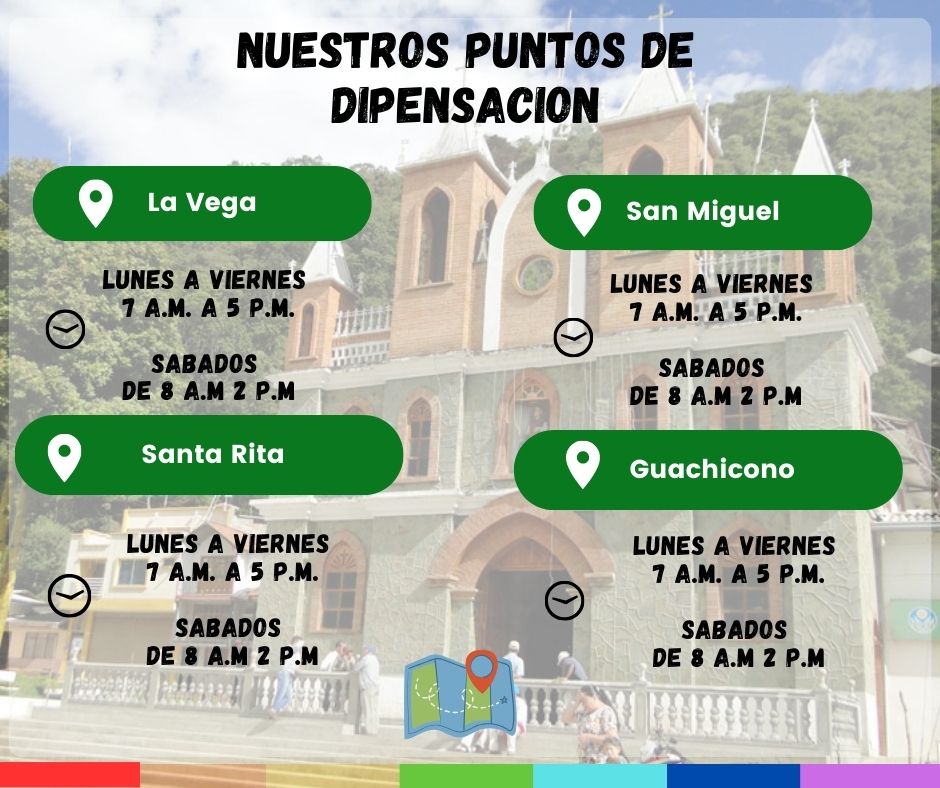 NUESTROS PUNTOS DE
DIPENSACION
La Vega
LUNES A VIERNES
7 A.M. A 5 P.M.
SABADOS
DE 8 A.M 2 P.M
San Miguel
LUNES A VIERNES
7 A.M. A 5 P.M.
SABADOS
DE 8 A.M 2 P.M
Santa Rita
LUNES A VIERNES
7 A.M. A 5 P.M.
SABADOS
DE 8 A.M 2 P.M
Guachicono
LUNES A VIERNES
7 A.M. A 5 P.M.
SABADOS
DE 8 A.M 2 P.M